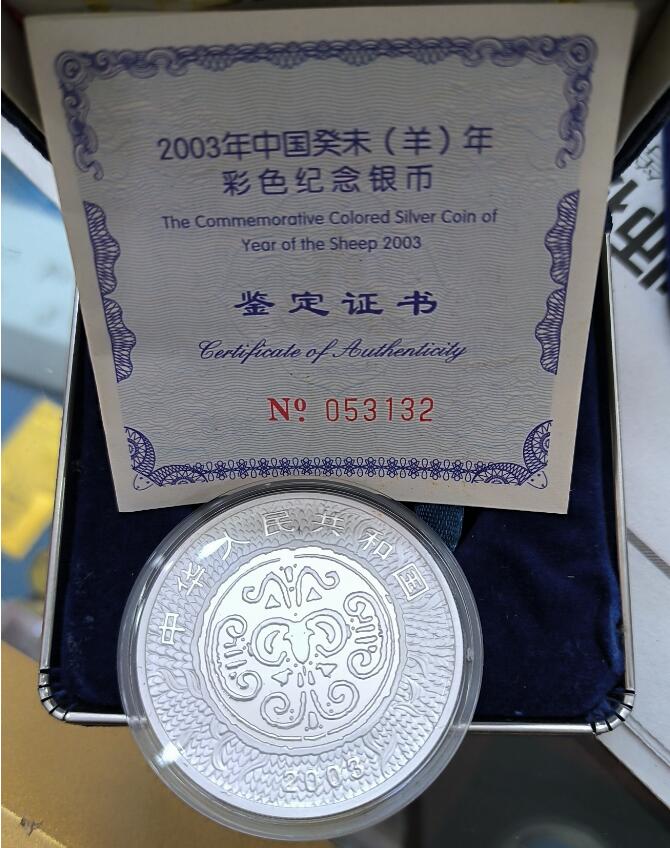 2003年中国癸未（羊）年
彩色纪念银币
The Commemorative Colored Silver Coin of
Year of the Sheep 2003
鉴定证书
Certificate of Authenticity
Nº 053132
中华人民共和国
2003